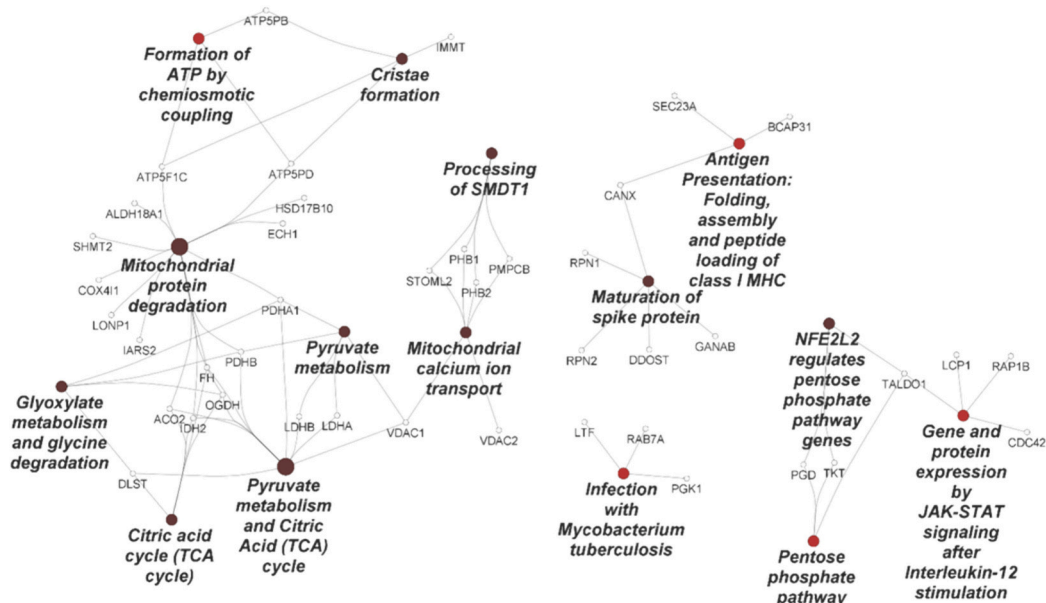 ATP5PB
IMMT
Formation of
ATP by
chemiosmotic
coupling
Cristae
formation
SEC23A
BCAP31
Processing
of SMDT1
Antigen
Presentation:
Folding,
assembly
and peptide
loading of
class I MHC
ATP5F1C
ATP5PD
CANX
ALDH18A1
HSD17B10
ECH1
SHMT2
Mitochondrial
protein
degradation
COX4I1
LONP1
IARS2
PDHA1
STOML2
PHB1
PHB2
PMPCB
RPN1
Maturation of
spike protein
RPN2
DDOST
GANAB
Pyruvate
metabolism
Mitochondrial
calcium ion
transport
NFE2L2
regulates
pentose
phosphate
pathway
genes
TALDO1
LCP1
RAP1B
CDC42
PDHB
FH
OGDH
Glyoxylate
metabolism
and glycine
degradation
ACO2
IDH2
LDHB
LDHA
VDAC1
VDAC2
LTF
RAB7A
PGK1
Infection
with
Mycobacterium
tuberculosis
PGD
TKT
Gene and
protein
expression
by
JAK-STAT
signaling
after
Interleukin-12
stimulation
DLST
Citric acid
cycle (TCA
cycle)
Pyruvate
metabolism
and Citric
Acid (TCA)
cycle
Pentose
phosphate
pathway